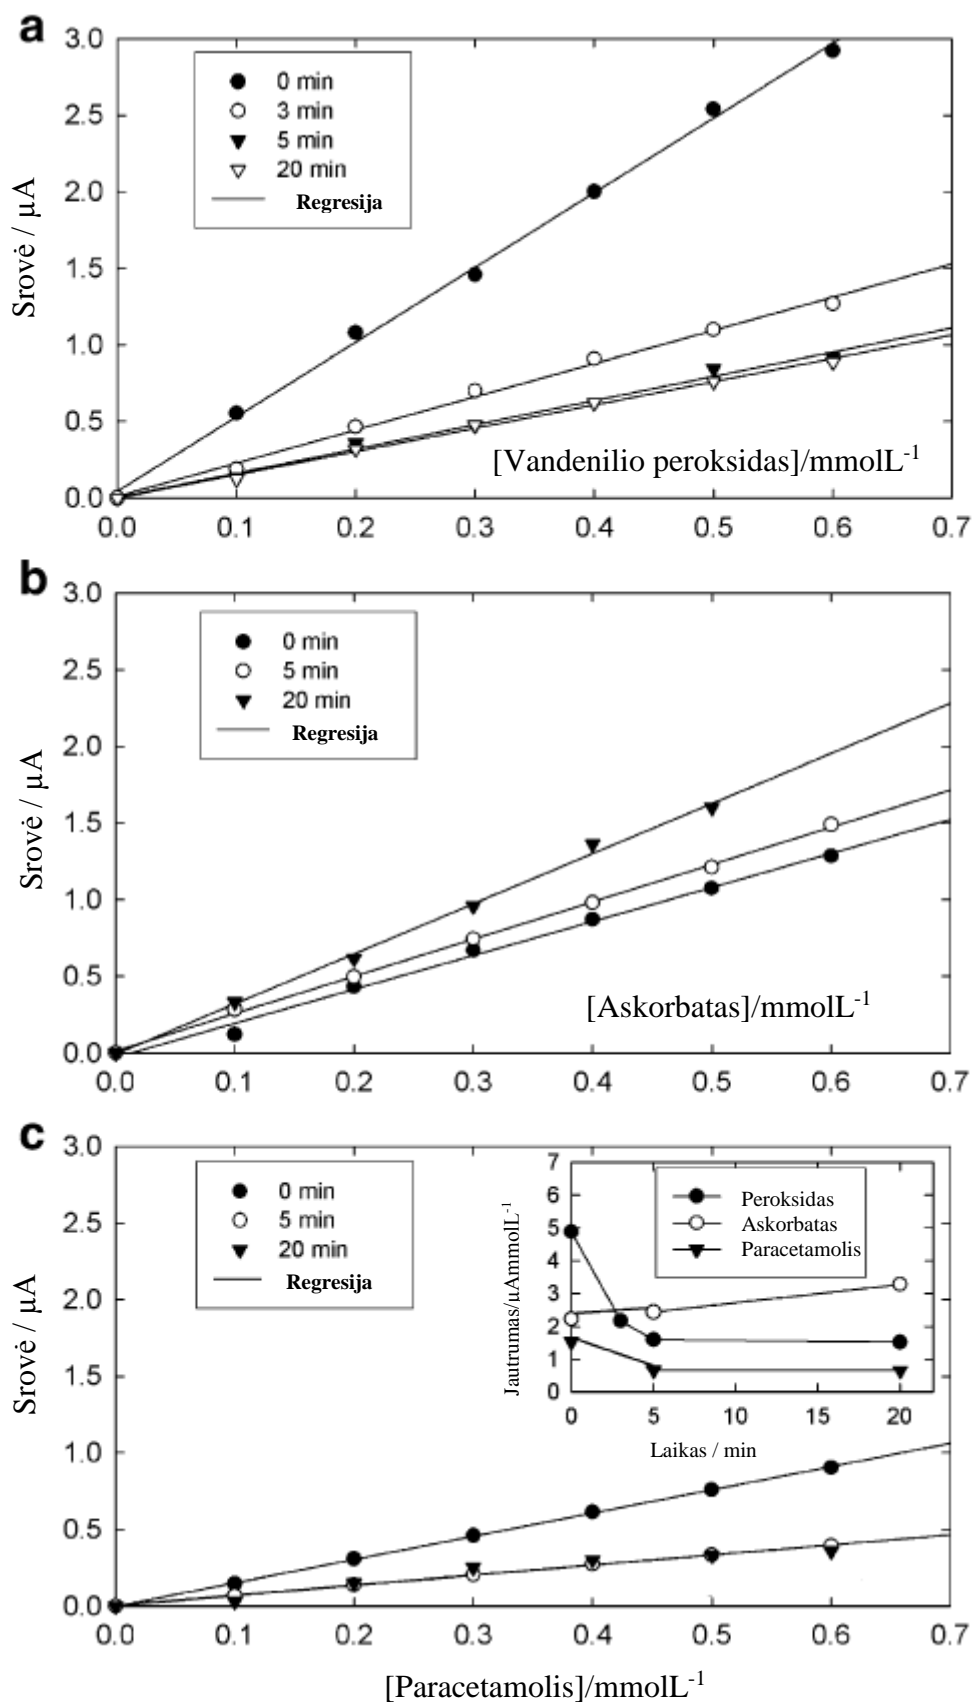 a
3.0
2.5
2.0
1.5
1.0
0.5
0.0
Srovė / µA
0 min
3 min
5 min
20 min
Regresija
[Vandenilio peroksidas]/mmolL⁻¹
0.0 0.1 0.2 0.3 0.4 0.5 0.6 0.7
b
3.0
2.5
2.0
1.5
1.0
0.5
0.0
Srovė / µA
0 min
5 min
20 min
Regresija
[Askorbatas]/mmolL⁻¹
0.0 0.1 0.2 0.3 0.4 0.5 0.6 0.7
c
3.0
2.5
2.0
1.5
1.0
0.5
0.0
Srovė / µA
0 min
5 min
20 min
Regresija
7
6
5
4
3
2
1
0
Jautrumas/µAmmolL⁻¹
Peroksidas
Askorbatas
Paracetamolis
0 5 10 15 20
Laikas / min
0.0 0.1 0.2 0.3 0.4 0.5 0.6 0.7
[Paracetamolis]/mmolL⁻¹